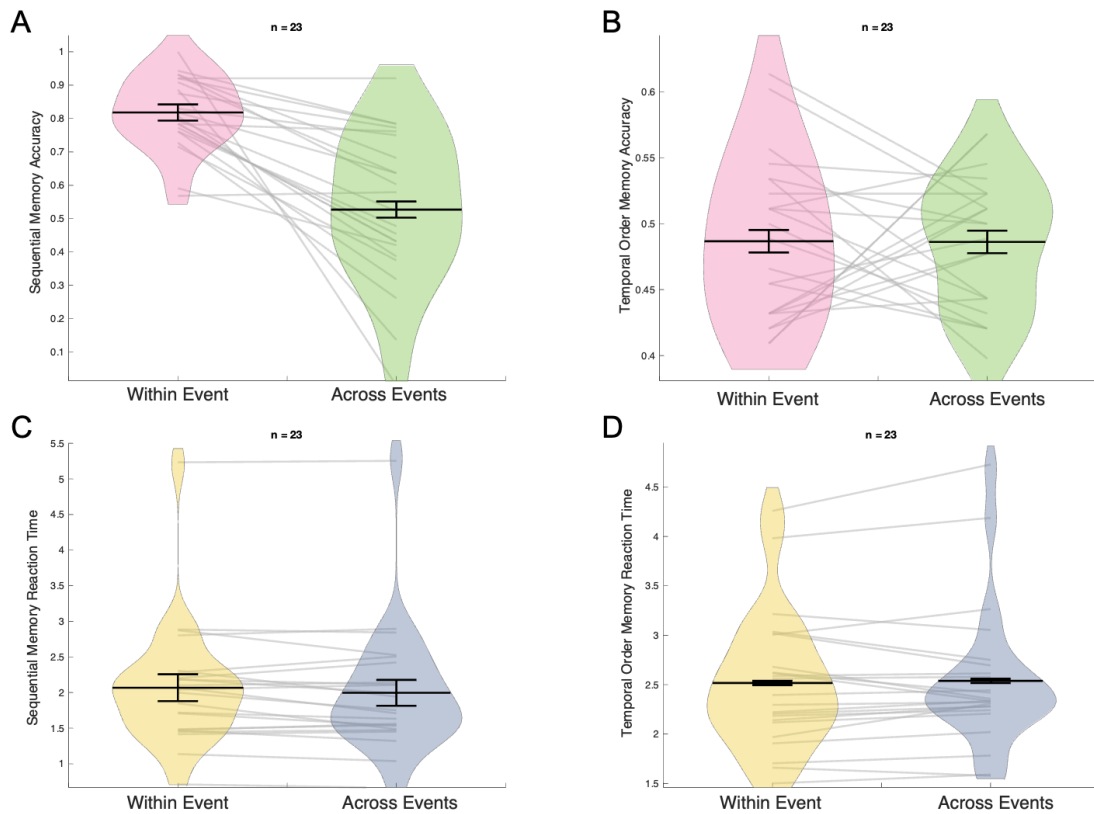 A
n = 23
Sequential Memory Accuracy
1
0.9
0.8
0.7
0.6
0.5
0.4
0.3
0.2
0.1
Within Event
Across Events
B
n = 23
Temporal Order Memory Accuracy
0.6
0.55
0.5
0.45
0.4
Within Event
Across Events
C
n = 23
Sequential Memory Reaction Time
5.5
5
4.5
4
3.5
3
2.5
2
1.5
1
Within Event
Across Events
D
n = 23
Temporal Order Memory Reaction Time
4.5
4
3.5
3
2.5
2
1.5
Within Event
Across Events